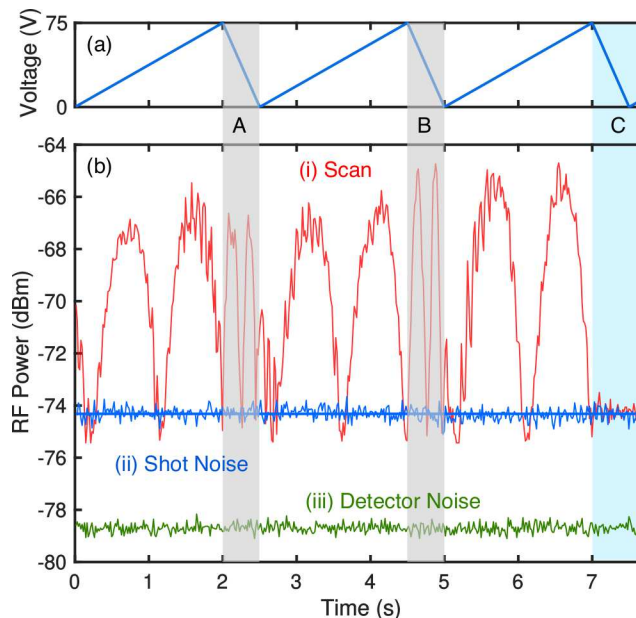 Voltage (V)
75
0
(a)
A
B
C
RF Power (dBm)
-64
-66
-68
-70
-72
-74
-76
-78
-80
(b)
(i) Scan
(ii) Shot Noise
(iii) Detector Noise
0 1 2 3 4 5 6 7
Time (s)